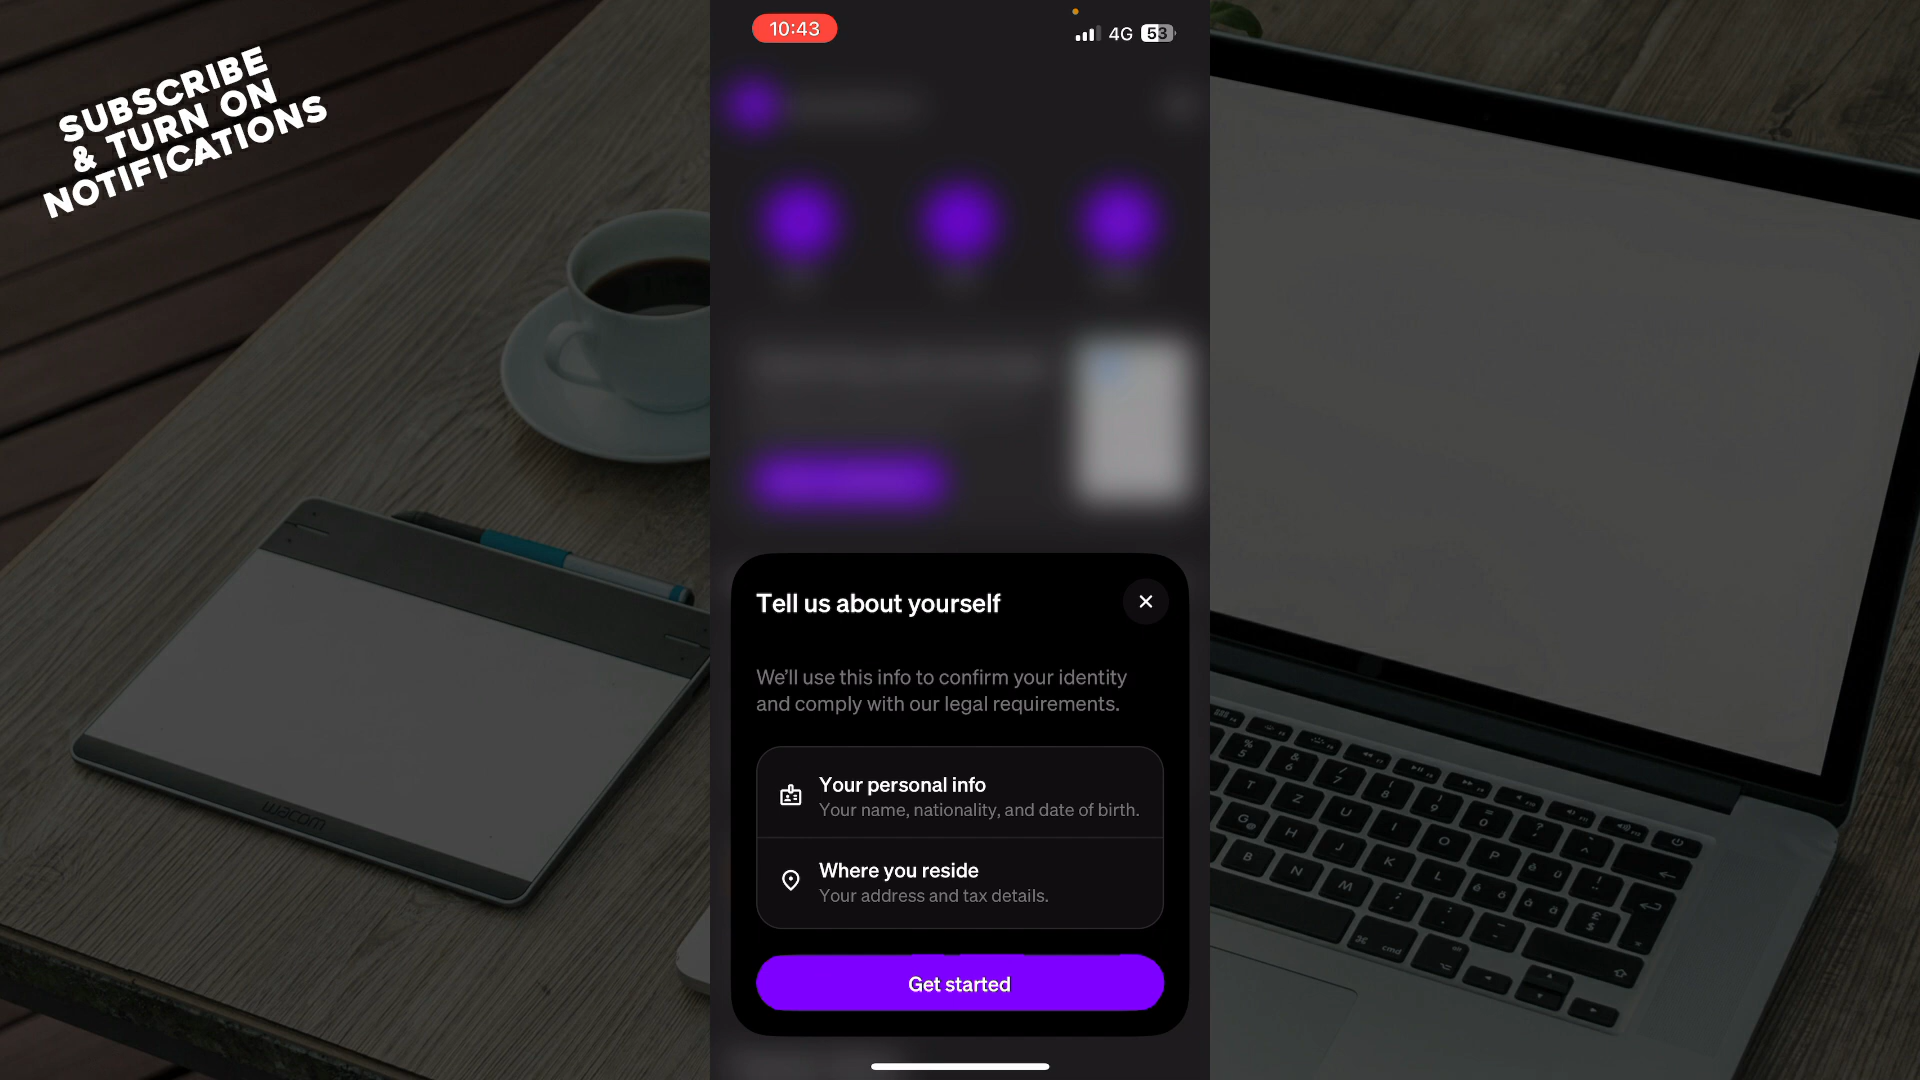 SUBSCRIBE
& TURN ON
NOTIFICATIONS
10:43
4G
53
Tell us about yourself
We'll use this info to confirm your identity
and comply with our legal requirements.
Your personal info
Your name, nationality, and date of birth.
Where you reside
Your address and tax details.
Get started
wacom